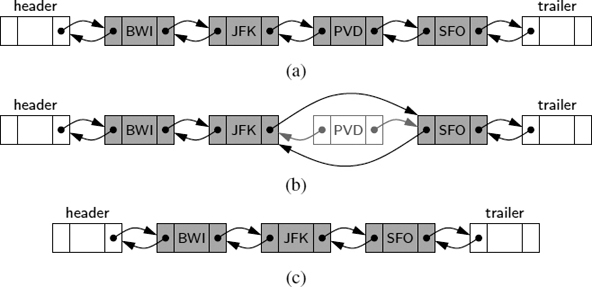 header trailer
BWI JFK PVD SFO
(a)
header trailer
BWI JFK PVD SFO
(b)
header trailer
BWI JFK SFO
(c)